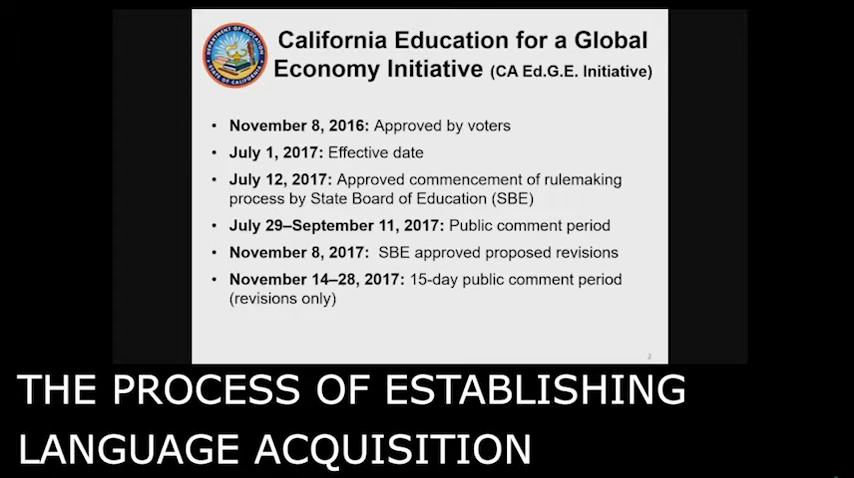 California Education for a Global
Economy Initiative (CA Ed.G.E. Initiative)
• November 8, 2016: Approved by voters
• July 1, 2017: Effective date
• July 12, 2017: Approved commencement of rulemaking
process by State Board of Education (SBE)
• July 29–September 11, 2017: Public comment period
• November 8, 2017: SBE approved proposed revisions
• November 14–28, 2017: 15-day public comment period
(revisions only)
2
THE PROCESS OF ESTABLISHING
LANGUAGE ACQUISITION